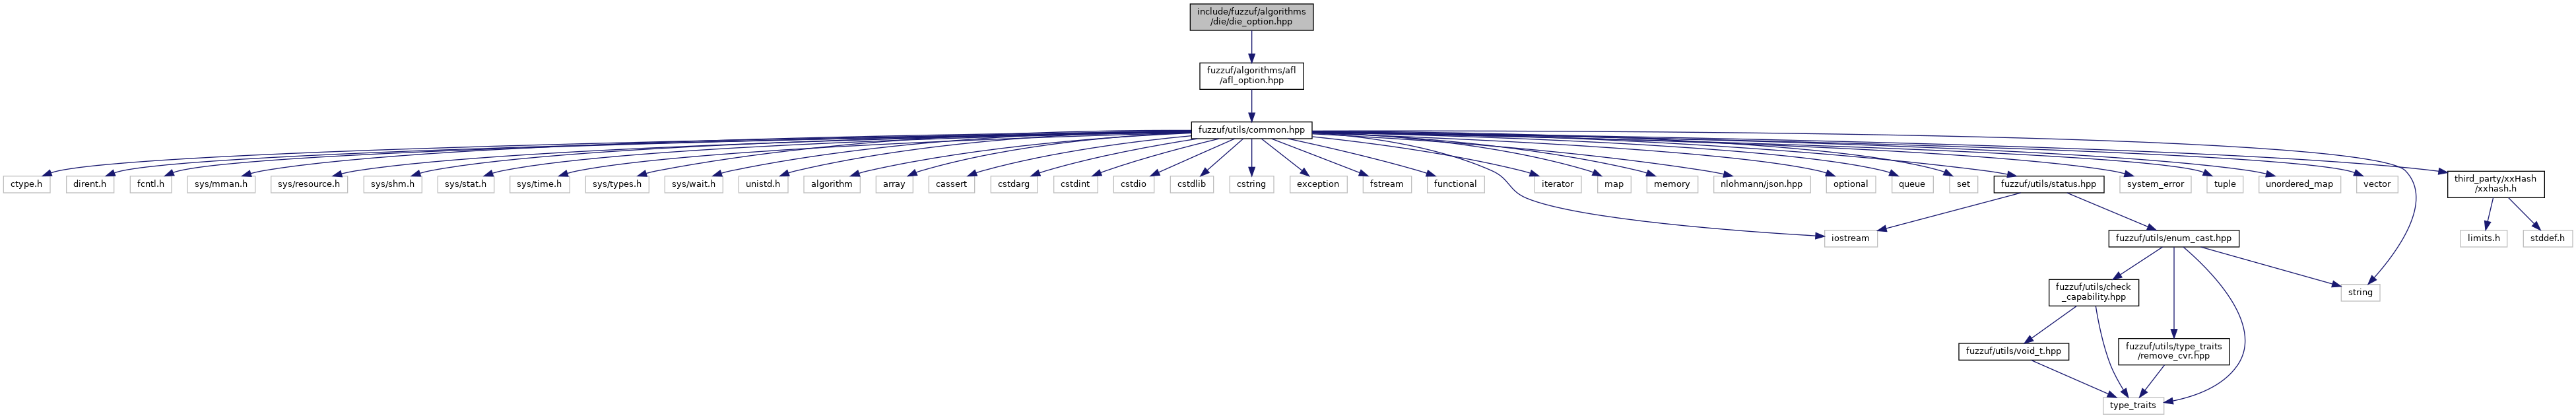 include/fuzzuf/algorithms
/die/die_option.hpp
fuzzuf/algorithms/afl
/afl_option.hpp
fuzzuf/utils/common.hpp
ctype.h
dirent.h
fcntl.h
sys/mman.h
sys/resource.h
sys/shm.h
sys/stat.h
sys/time.h
sys/types.h
sys/wait.h
unistd.h
algorithm
array
cassert
cstdarg
cstdint
cstdio
cstdlib
cstring
exception
fstream
functional
iterator
map
memory
nlohmann/json.hpp
optional
queue
set
fuzzuf/utils/status.hpp
system_error
tuple
unordered_map
vector
third_party/xxHash
/xxhash.h
iostream
fuzzuf/utils/enum_cast.hpp
limits.h
stddef.h
fuzzuf/utils/check
_capability.hpp
string
fuzzuf/utils/void_t.hpp
fuzzuf/utils/type_traits
/remove_cvr.hpp
type_traits